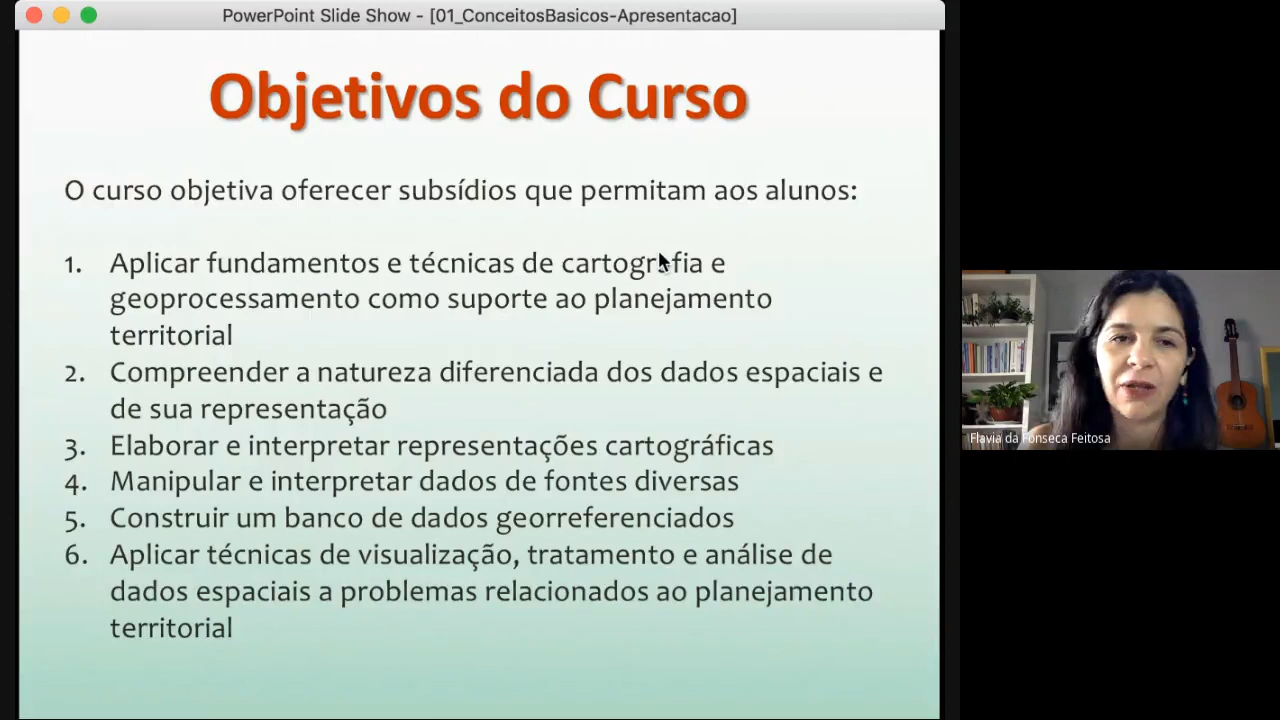 PowerPoint Slide Show - [01_ConceitosBasicos-Apresentacao]
Objetivos do Curso
O curso objetiva oferecer subsídios que permitam aos alunos:
1. Aplicar fundamentos e técnicas de cartografia e
geoprocessamento como suporte ao planejamento
territorial
2. Compreender a natureza diferenciada dos dados espaciais e
de sua representação
3. Elaborar e interpretar representações cartográficas
4. Manipular e interpretar dados de fontes diversas
5. Construir um banco de dados georreferenciados
6. Aplicar técnicas de visualização, tratamento e análise de
dados espaciais a problemas relacionados ao planejamento
territorial
Flavia da Fonseca Feitosa